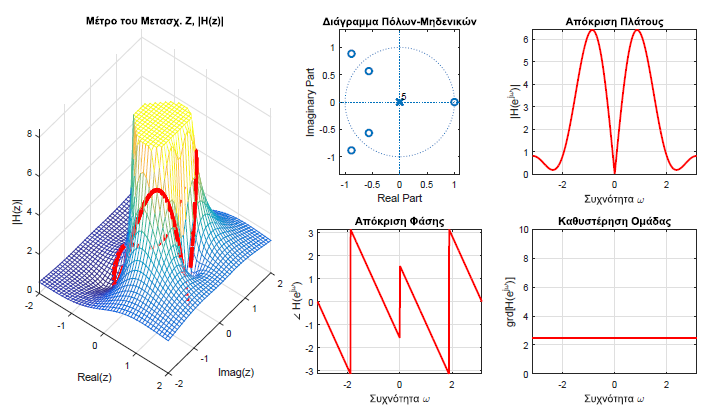 Μέτρο του Μετασχ. Z, |H(z)|
8
6
4
2
0
|H(z)|
-2
-1
0
1
2
Real(z)
-2
-1
0
1
2
Imag(z)
Διάγραμμα Πόλων-Μηδενικών
1
0.5
0
-0.5
-1
Imaginary Part
5
-1 -0.5 0 0.5 1
Real Part
Απόκριση Πλάτους
6
5
4
3
2
1
0
|H(e^jω)|
-2 0 2
Συχνότητα ω
Απόκριση Φάσης
3
2
1
0
-1
-2
-3
∠ H(e^jω)
-2 0 2
Συχνότητα ω
Καθυστέρηση Ομάδας
10
8
6
4
2
0
grd[H(e^jω)]
-2 0 2
Συχνότητα ω